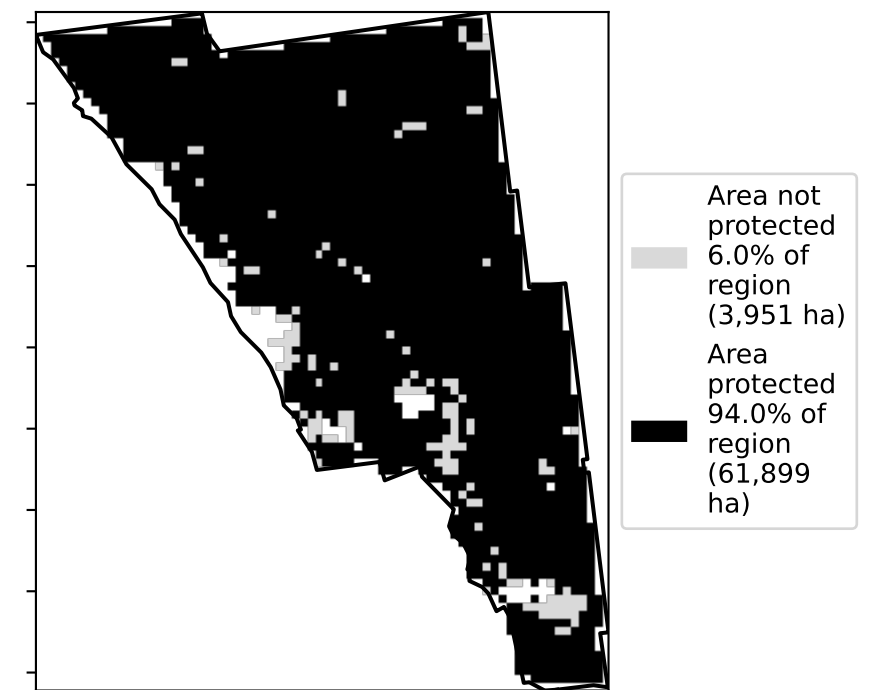 Area not
protected
6.0% of
region
(3,951 ha)
Area
protected
94.0% of
region
(61,899
ha)